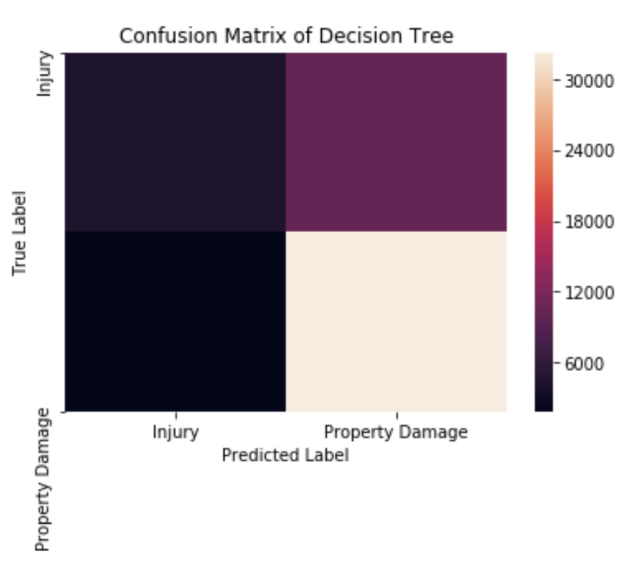 Confusion Matrix of Decision Tree
Injury
True Label
Property Damage
Injury
Property Damage
Predicted Label
30000
24000
18000
12000
6000